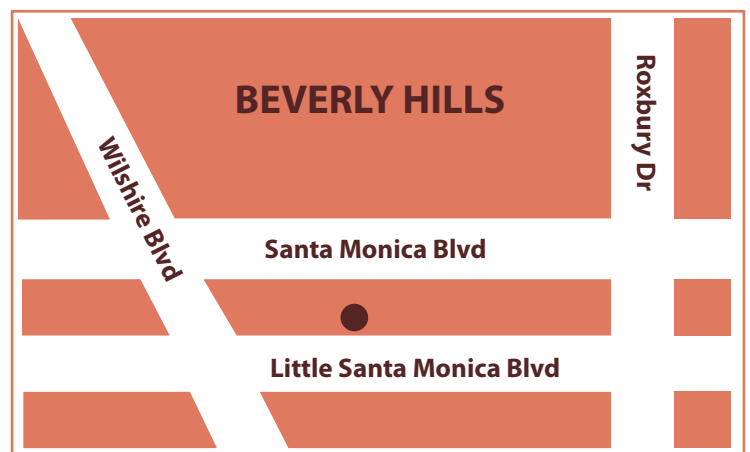 BEVERLY HILLS
Roxbury Dr
Wilshire Blvd
Santa Monica Blvd
Little Santa Monica Blvd